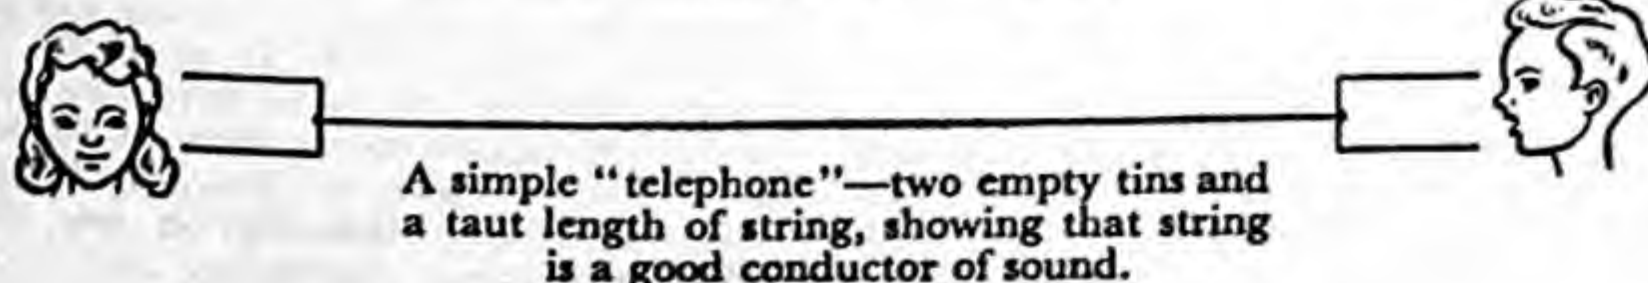 A simple "telephone"—two empty tins and
a taut length of string, showing that string
is a good conductor of sound.